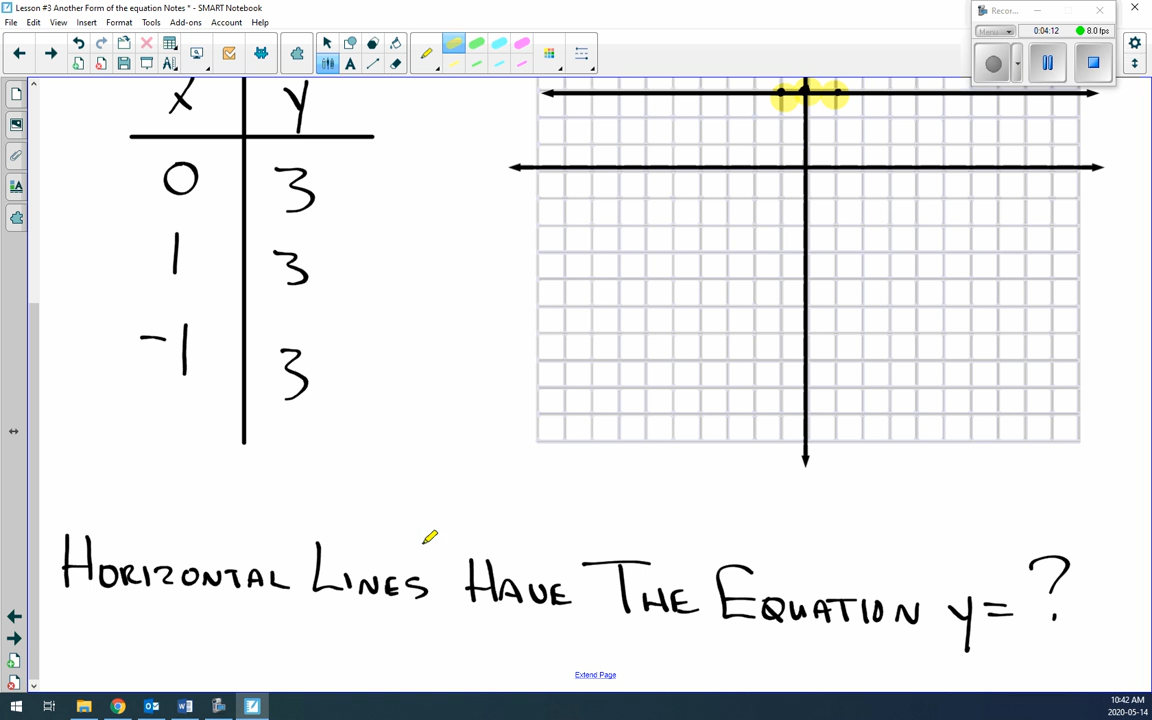 Lesson #3 Another Form of the equation Notes * - SMART Notebook
Recor...
File Edit View Insert Format Tools Add-ons Account Help
Menu 0:04:12 8.0 fps
x y
0 3
1 3
-1 3
HORIZONTAL LINES HAVE THE EQUATION y= ?
Extend Page
10:42 AM
2020-05-14